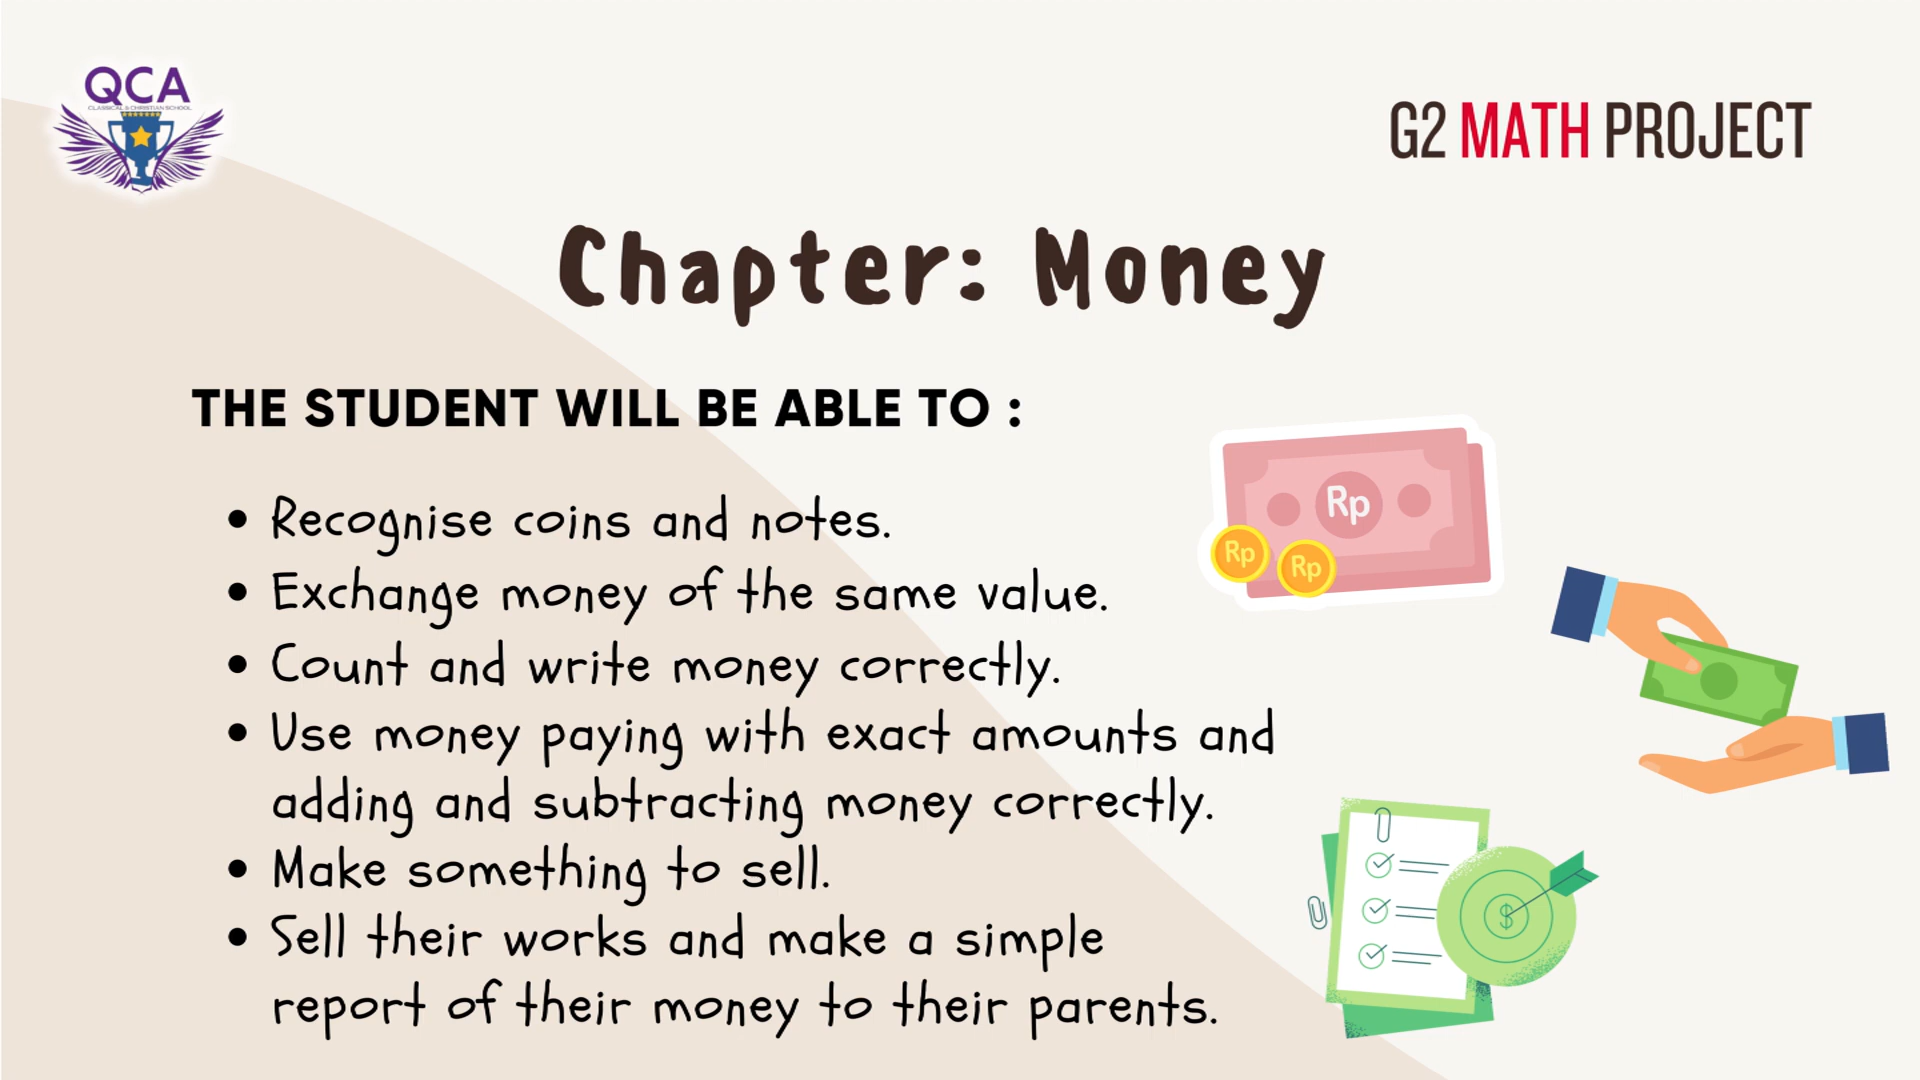 QCA
CLASSICAL & CHRISTIAN SCHOOL
G2 MATH PROJECT
Chapter: Money
THE STUDENT WILL BE ABLE TO :
• Recognise coins and notes.
• Exchange money of the same value.
• Count and write money correctly.
• Use money paying with exact amounts and
adding and subtracting money correctly.
• Make something to sell.
• Sell their works and make a simple
report of their money to their parents.
Rp
Rp
Rp
$